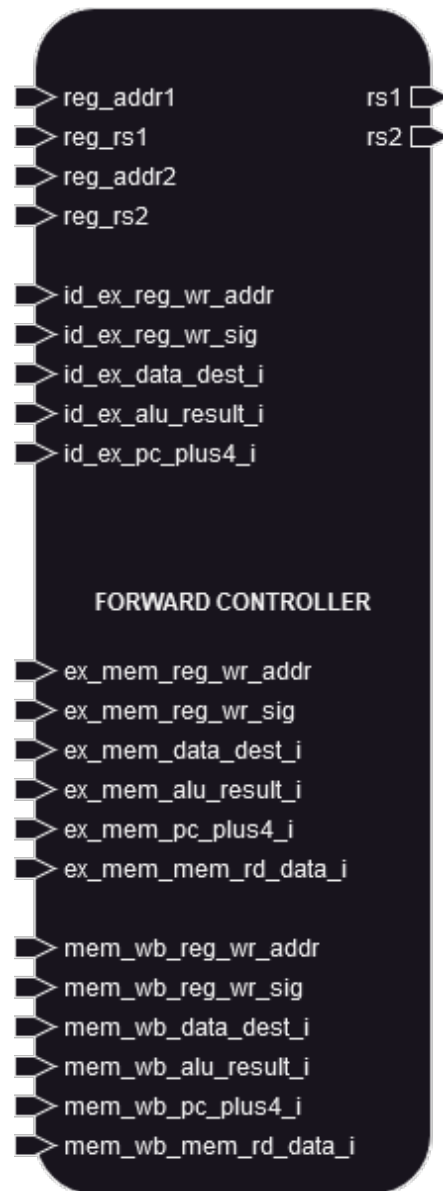 reg_addr1 rs1
reg_rs1 rs2
reg_addr2
reg_rs2
id_ex_reg_wr_addr
id_ex_reg_wr_sig
id_ex_data_dest_i
id_ex_alu_result_i
id_ex_pc_plus4_i
FORWARD CONTROLLER
ex_mem_reg_wr_addr
ex_mem_reg_wr_sig
ex_mem_data_dest_i
ex_mem_alu_result_i
ex_mem_pc_plus4_i
ex_mem_mem_rd_data_i
mem_wb_reg_wr_addr
mem_wb_reg_wr_sig
mem_wb_data_dest_i
mem_wb_alu_result_i
mem_wb_pc_plus4_i
mem_wb_mem_rd_data_i